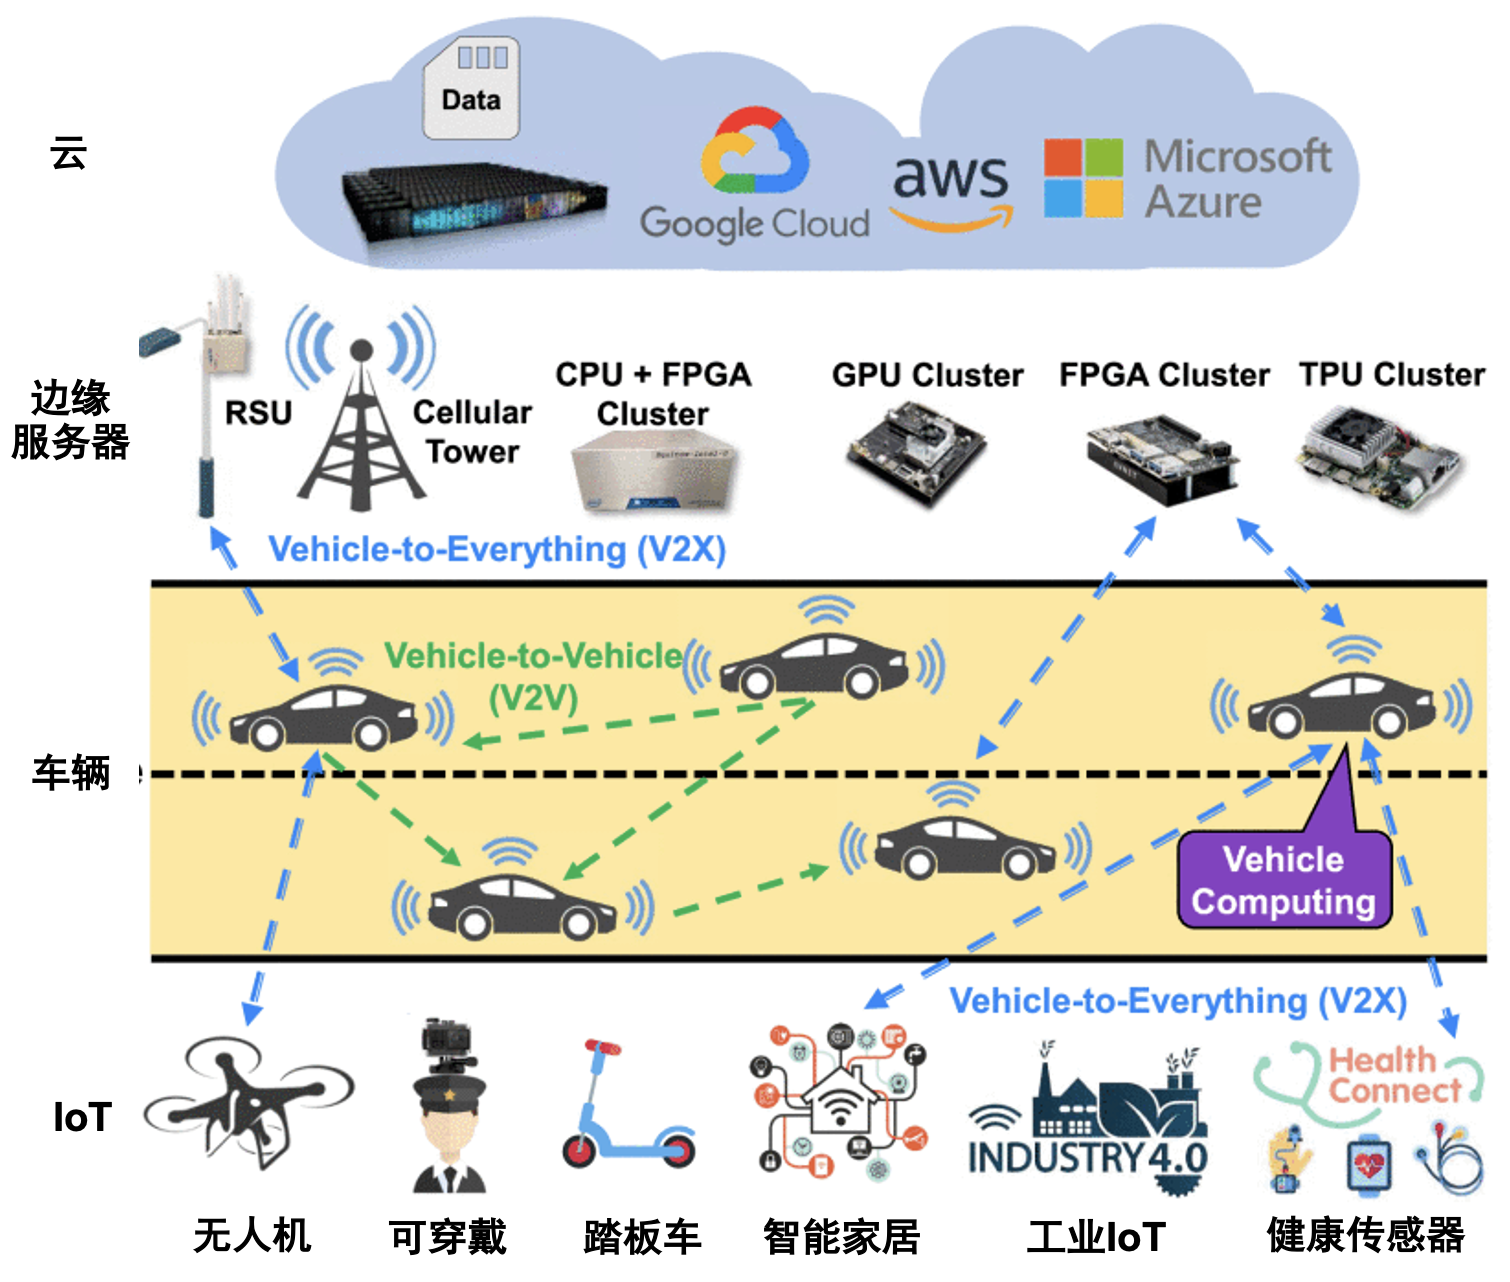 云
Data
Google Cloud
aws
Microsoft
Azure
边缘
服务器
RSU
Cellular
Tower
CPU + FPGA
Cluster
GPU Cluster
FPGA Cluster
TPU Cluster
Vehicle-to-Everything (V2X)
Vehicle-to-Vehicle
(V2V)
车辆
Vehicle
Computing
Vehicle-to-Everything (V2X)
IoT
INDUSTRY 4.0
Health
Connect
无人机
可穿戴
踏板车
智能家居
工业IoT
健康传感器